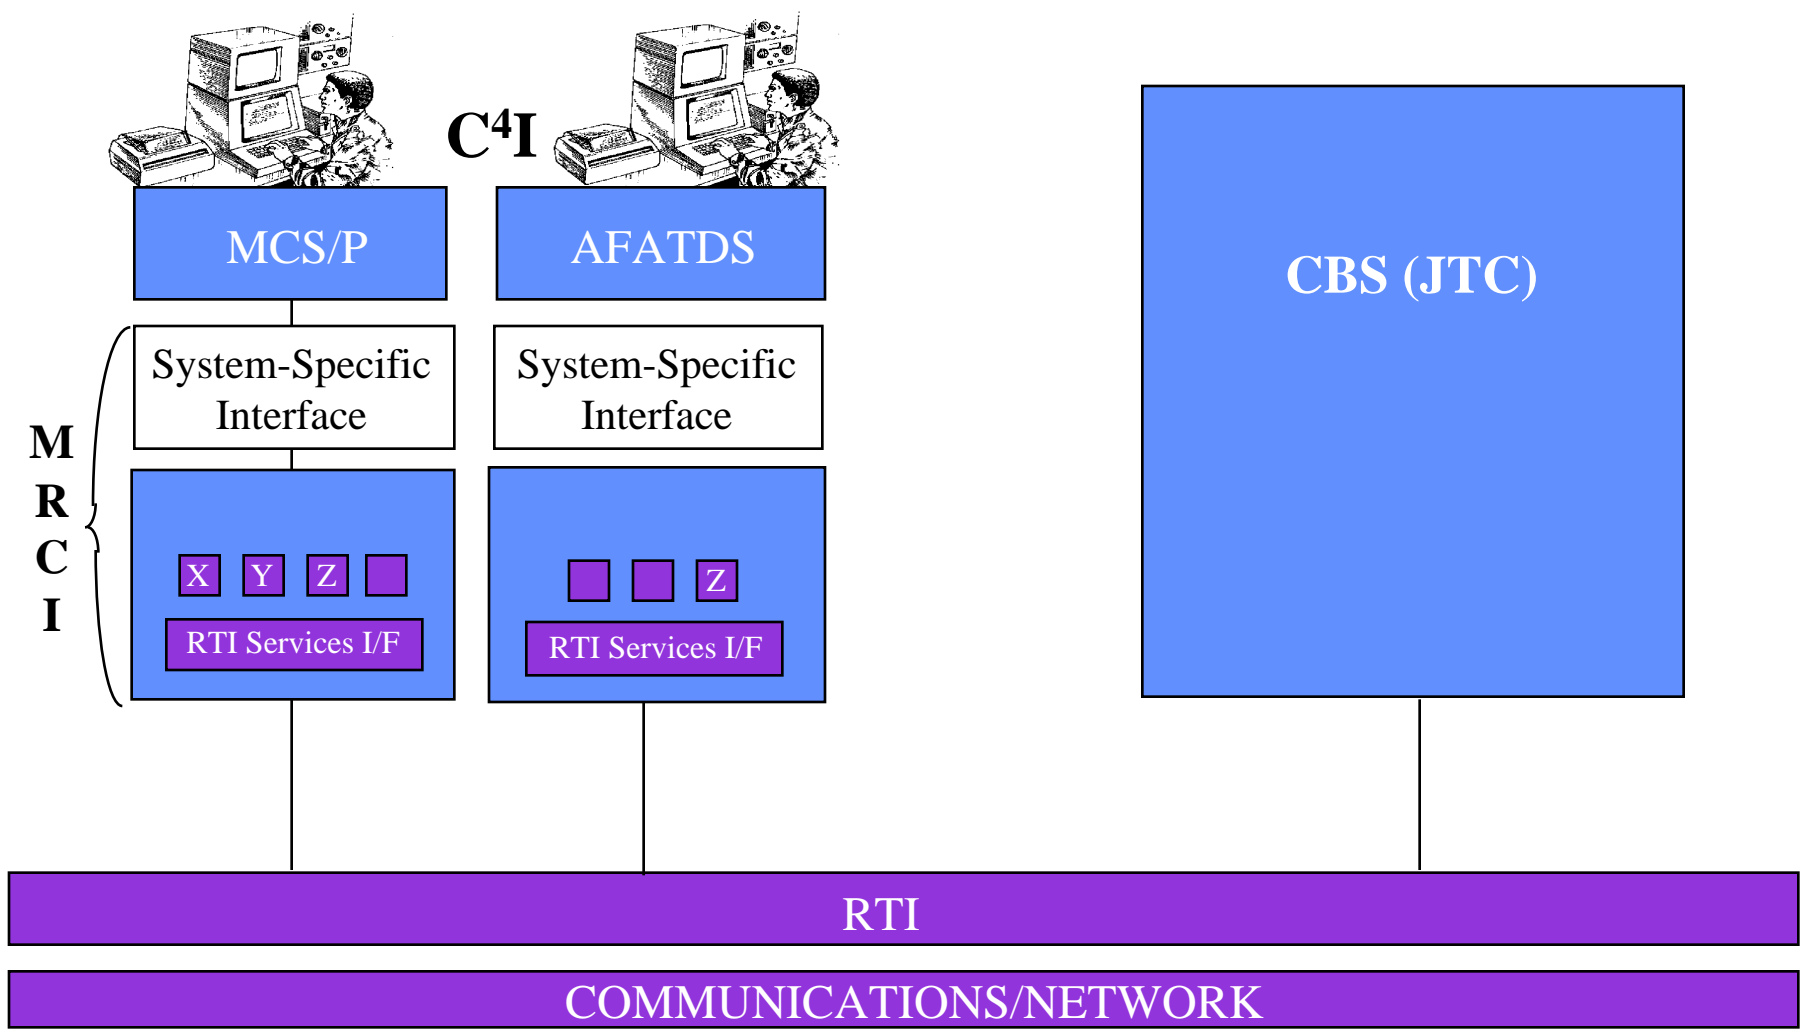 C⁴I
MCS/P
AFATDS
CBS (JTC)
System-Specific
Interface
System-Specific
Interface
M
R
C
I
X Y Z
Z
RTI Services I/F
RTI Services I/F
RTI
COMMUNICATIONS/NETWORK